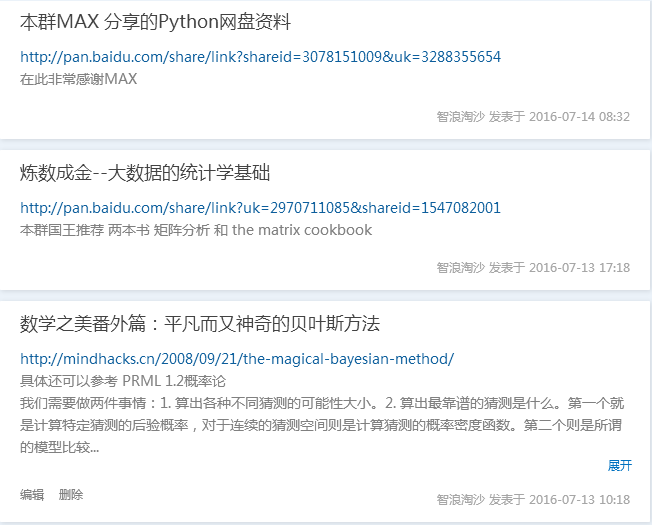 本群MAX 分享的Python网盘资料
http://pan.baidu.com/share/link?shareid=3078151009&uk=3288355654
在此非常感谢MAX
智浪淘沙 发表于 2016-07-14 08:32
炼数成金--大数据的统计学基础
http://pan.baidu.com/share/link?uk=2970711085&shareid=1547082001
本群国王推荐 两本书 矩阵分析 和 the matrix cookbook
智浪淘沙 发表于 2016-07-13 17:18
数学之美番外篇：平凡而又神奇的贝叶斯方法
http://mindhacks.cn/2008/09/21/the-magical-bayesian-method/
具体还可以参考 PRML 1.2概率论
我们需要做两件事情：1. 算出各种不同猜测的可能性大小。2. 算出最靠谱的猜测是什么。第一个就
是计算特定猜测的后验概率，对于连续的猜测空间则是计算猜测的概率密度函数。第二个则是所谓
的模型比较...
展开
编辑 删除
智浪淘沙 发表于 2016-07-13 10:18